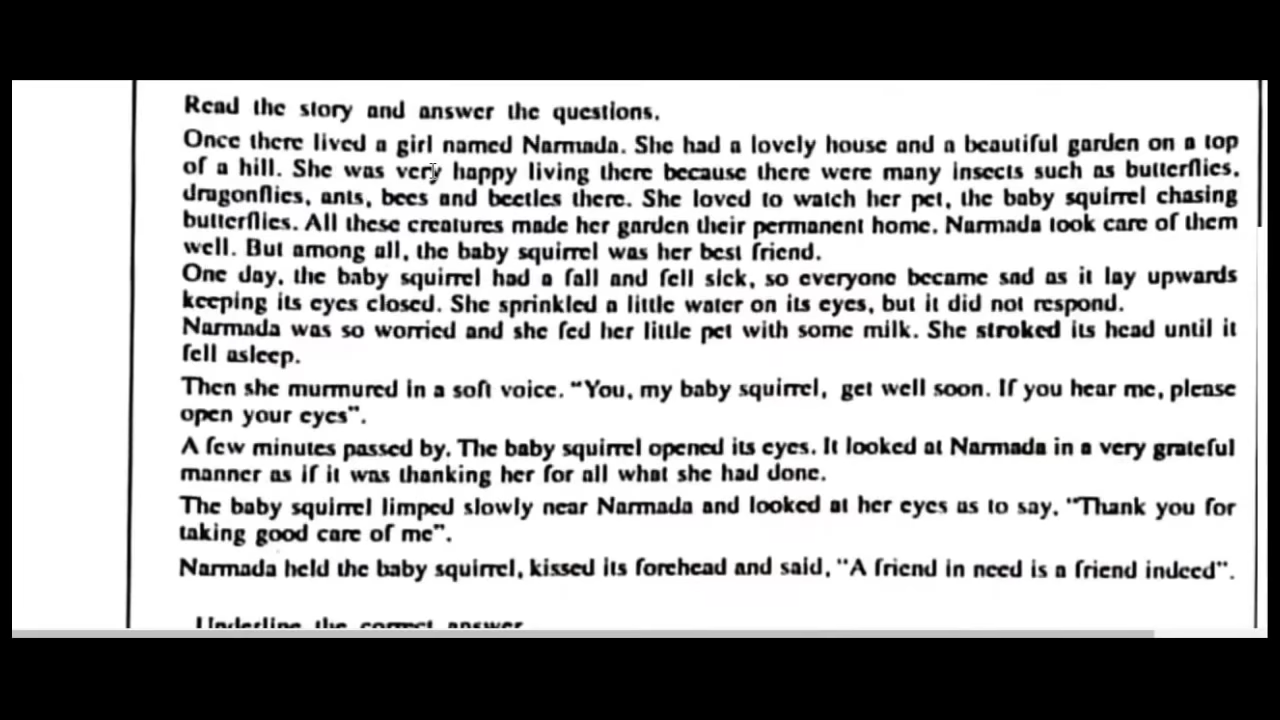 Read the story and answer the questions.
Once there lived a girl named Narmada. She had a lovely house and a beautiful garden on a top
of a hill. She was very happy living there because there were many insects such as butterflies,
dragonflies, ants, bees and beetles there. She loved to watch her pet, the baby squirrel chasing
butterflies. All these creatures made her garden their permanent home. Narmada took care of them
well. But among all, the baby squirrel was her best friend.
One day, the baby squirrel had a fall and fell sick, so everyone became sad as it lay upwards
keeping its eyes closed. She sprinkled a little water on its eyes, but it did not respond.
Narmada was so worried and she fed her little pet with some milk. She stroked its head until it
fell asleep.
Then she murmured in a soft voice. "You, my baby squirrel, get well soon. If you hear me, please
open your eyes".
A few minutes passed by. The baby squirrel opened its eyes. It looked at Narmada in a very grateful
manner as if it was thanking her for all what she had done.
The baby squirrel limped slowly near Narmada and looked at her eyes as to say, "Thank you for
taking good care of me".
Narmada held the baby squirrel, kissed its forehead and said, "A friend in need is a friend indeed".
Underline the correct answer